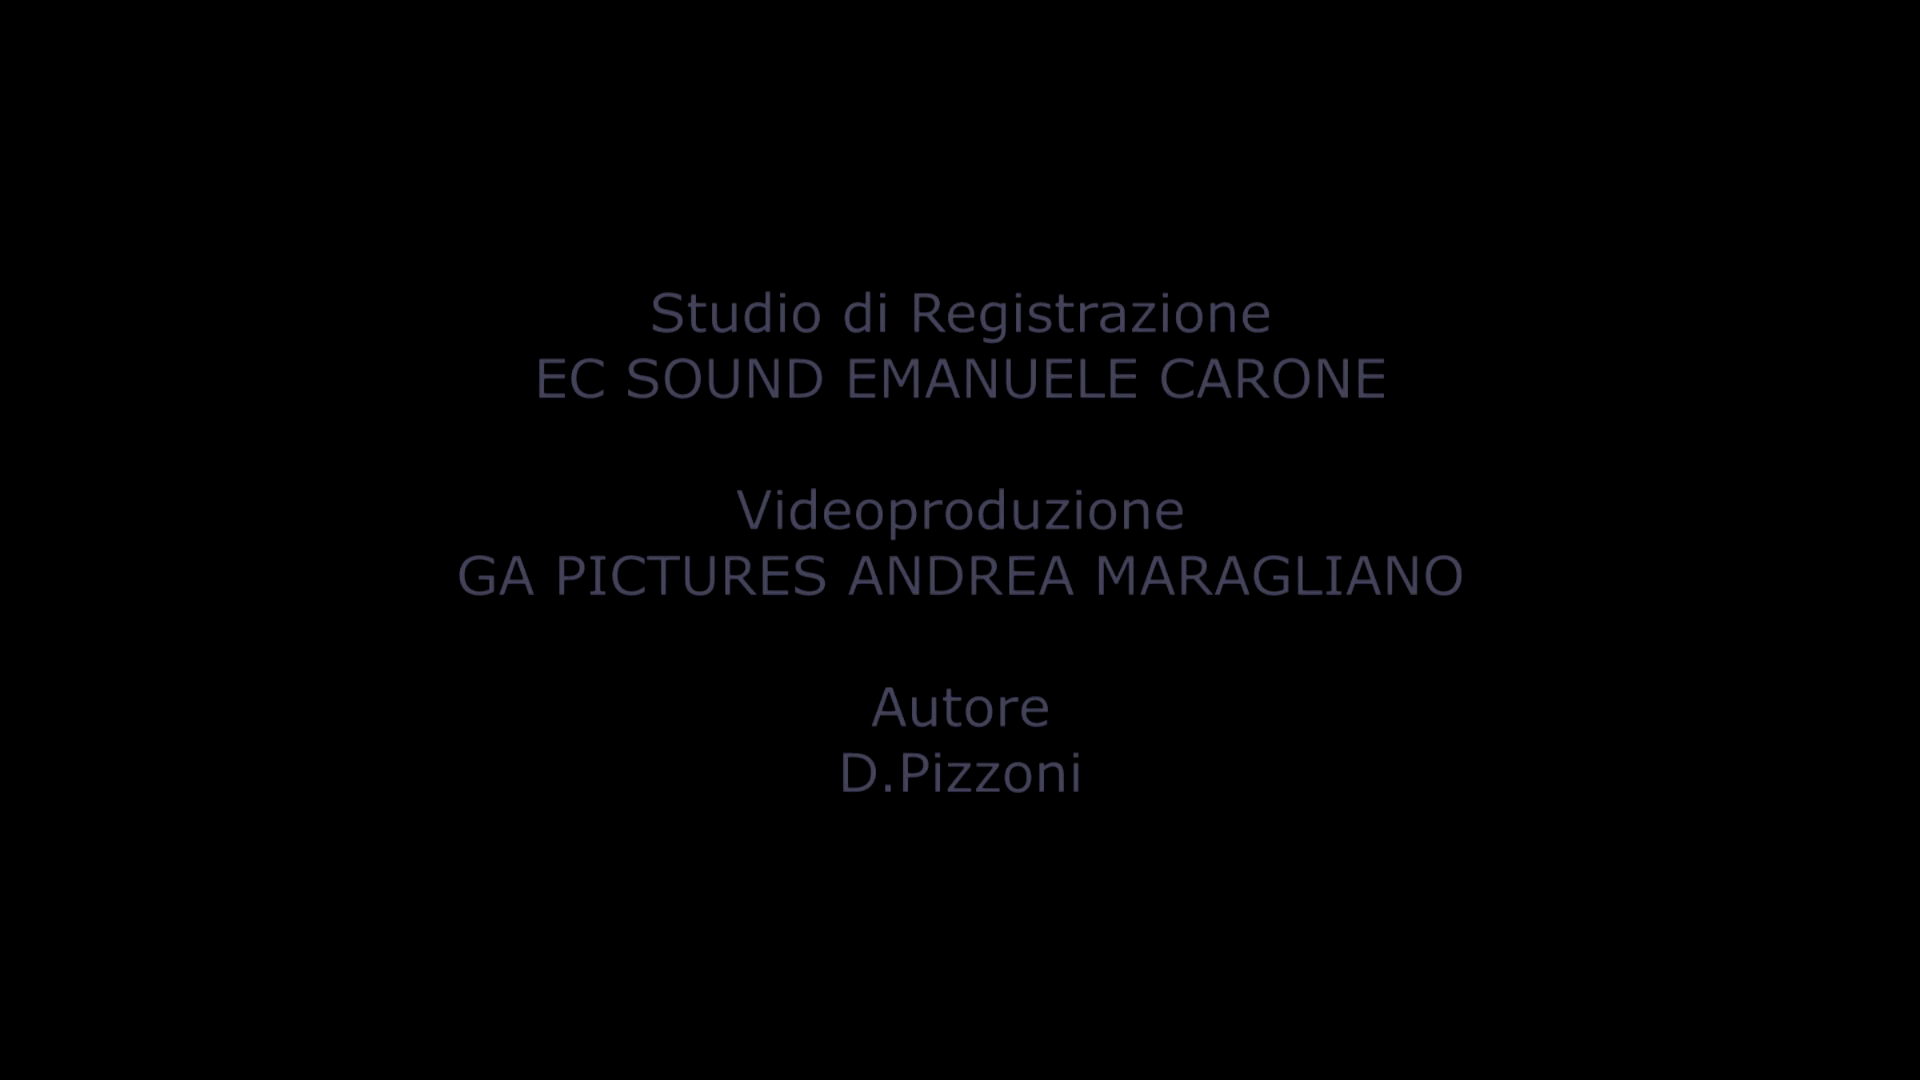 Studio di Registrazione
EC SOUND EMANUELE CARONE
Videoproduzione
GA PICTURES ANDREA MARAGLIANO
Autore
D.Pizzoni